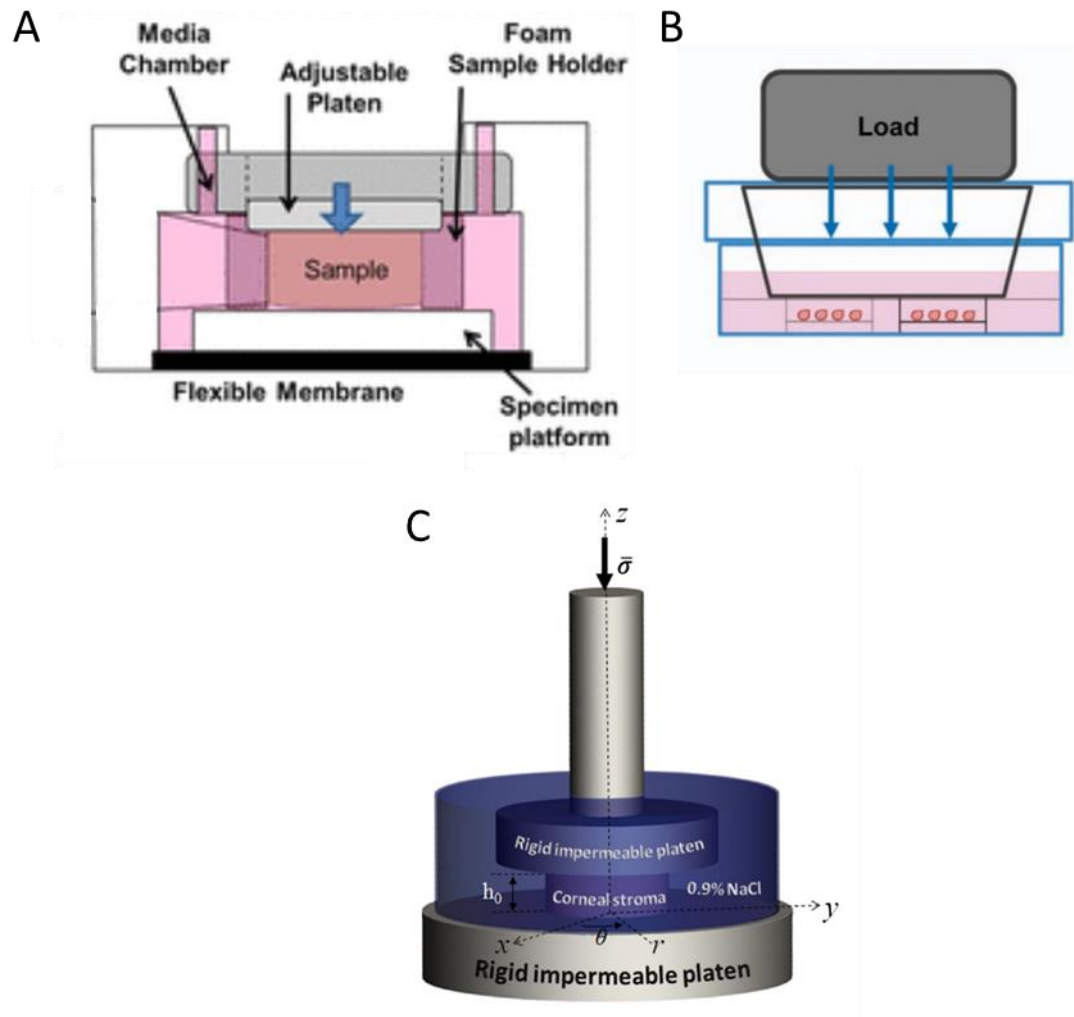 A
Media
Chamber
Adjustable
Platen
Foam
Sample Holder
Sample
Flexible Membrane
Specimen
platform
B
Load
C
z
σ̄
Rigid impermeable platen
h₀
Corneal stroma
0.9% NaCl
y
x
θ
r
Rigid impermeable platen